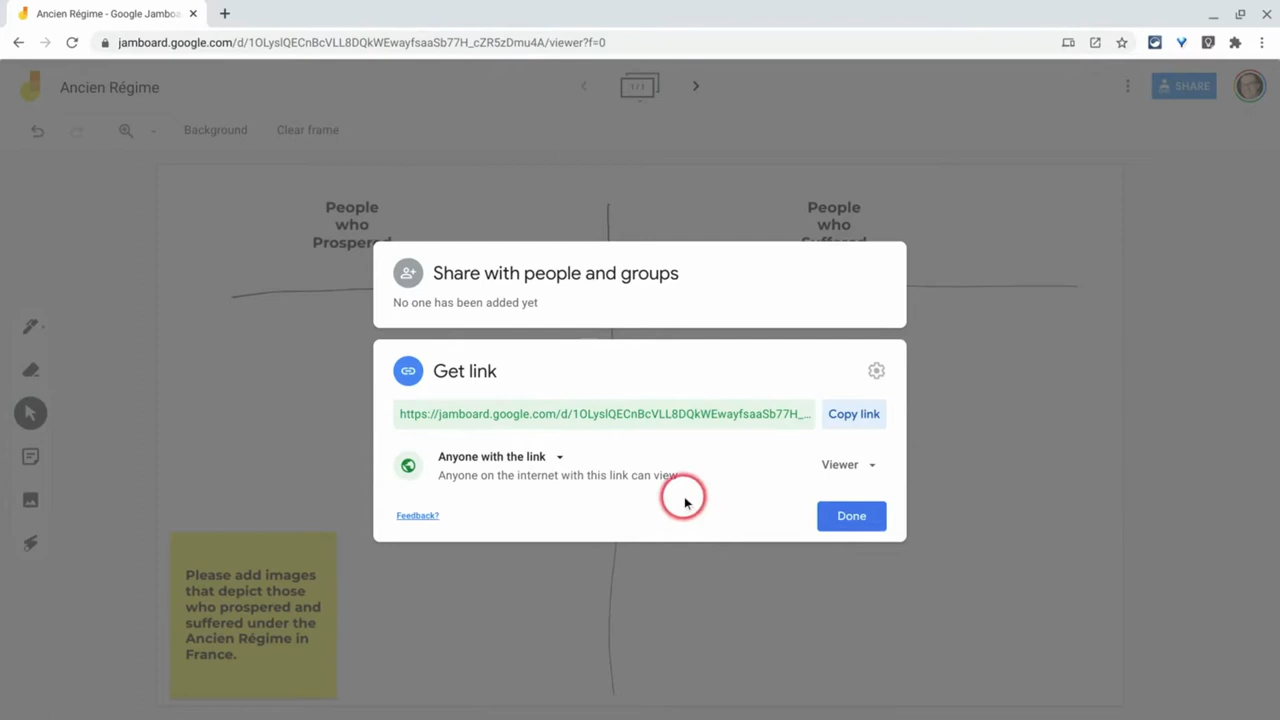 Ancien Régime - Google Jamboa
jamboard.google.com/d/1OLyslQECnBcVLL8DQkWEwayfsaaSb77H_cZR5zDmu4A/viewer?f=0
Ancien Régime
1 / 1
SHARE
Background
Clear frame
People
who
Prospered
People
who
Suffered
Share with people and groups
No one has been added yet
Get link
https://jamboard.google.com/d/1OLyslQECnBcVLL8DQkWEwayfsaaSb77H_...
Copy link
Anyone with the link
Anyone on the internet with this link can view
Viewer
Feedback?
Done
Please add images
that depict those
who prospered and
suffered under the
Ancien Régime in
France.